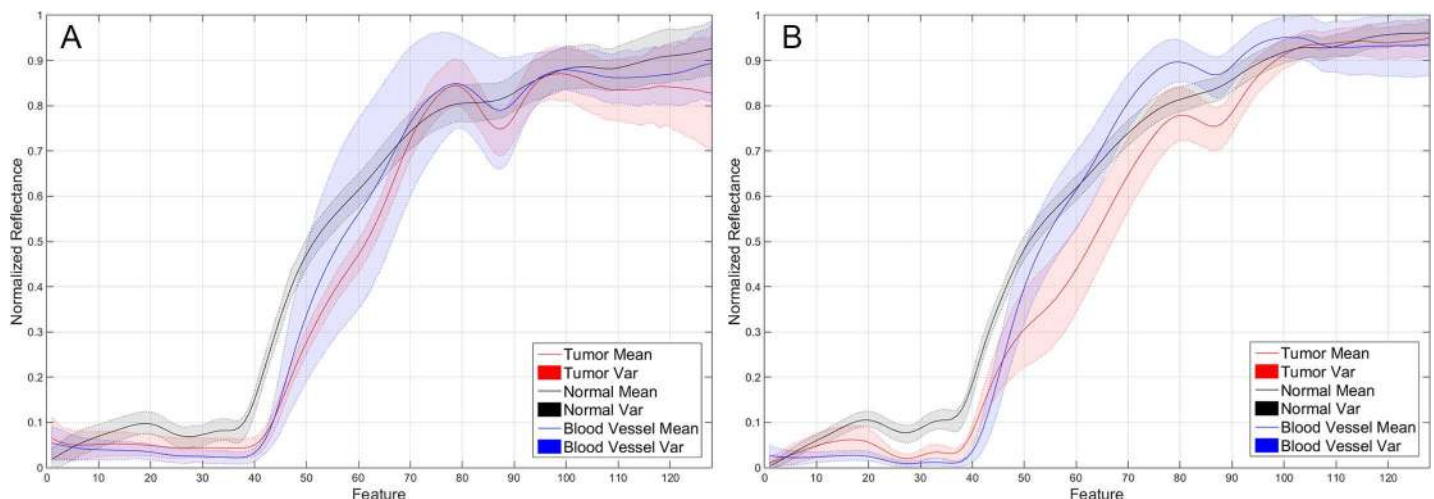 A
Normalized Reflectance
1
0.9
0.8
0.7
0.6
0.5
0.4
0.3
0.2
0.1
0
0 10 20 30 40 50 60 70 80 90 100 110 120
Feature
Tumor Mean
Tumor Var
Normal Mean
Normal Var
Blood Vessel Mean
Blood Vessel Var
B
Normalized Reflectance
1
0.9
0.8
0.7
0.6
0.5
0.4
0.3
0.2
0.1
0
0 10 20 30 40 50 60 70 80 90 100 110 120
Feature
Tumor Mean
Tumor Var
Normal Mean
Normal Var
Blood Vessel Mean
Blood Vessel Var